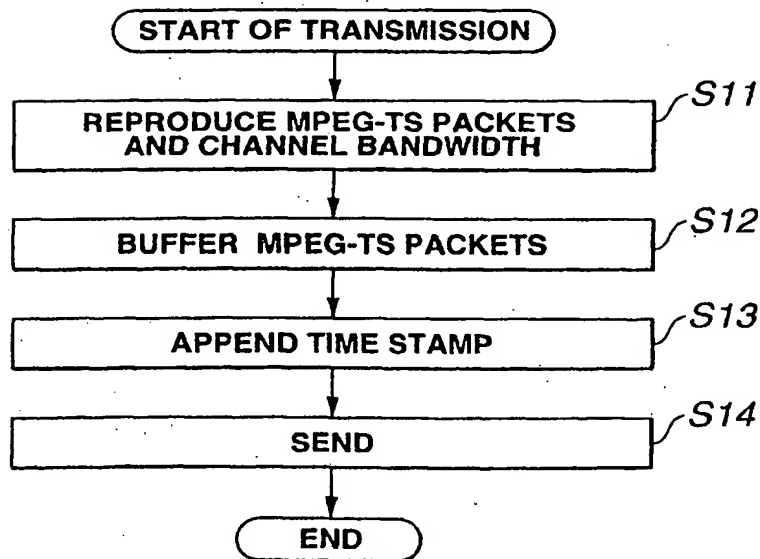 START OF TRANSMISSION
S11
REPRODUCE MPEG-TS PACKETS
AND CHANNEL BANDWIDTH
S12
BUFFER MPEG-TS PACKETS
S13
APPEND TIME STAMP
S14
SEND
END